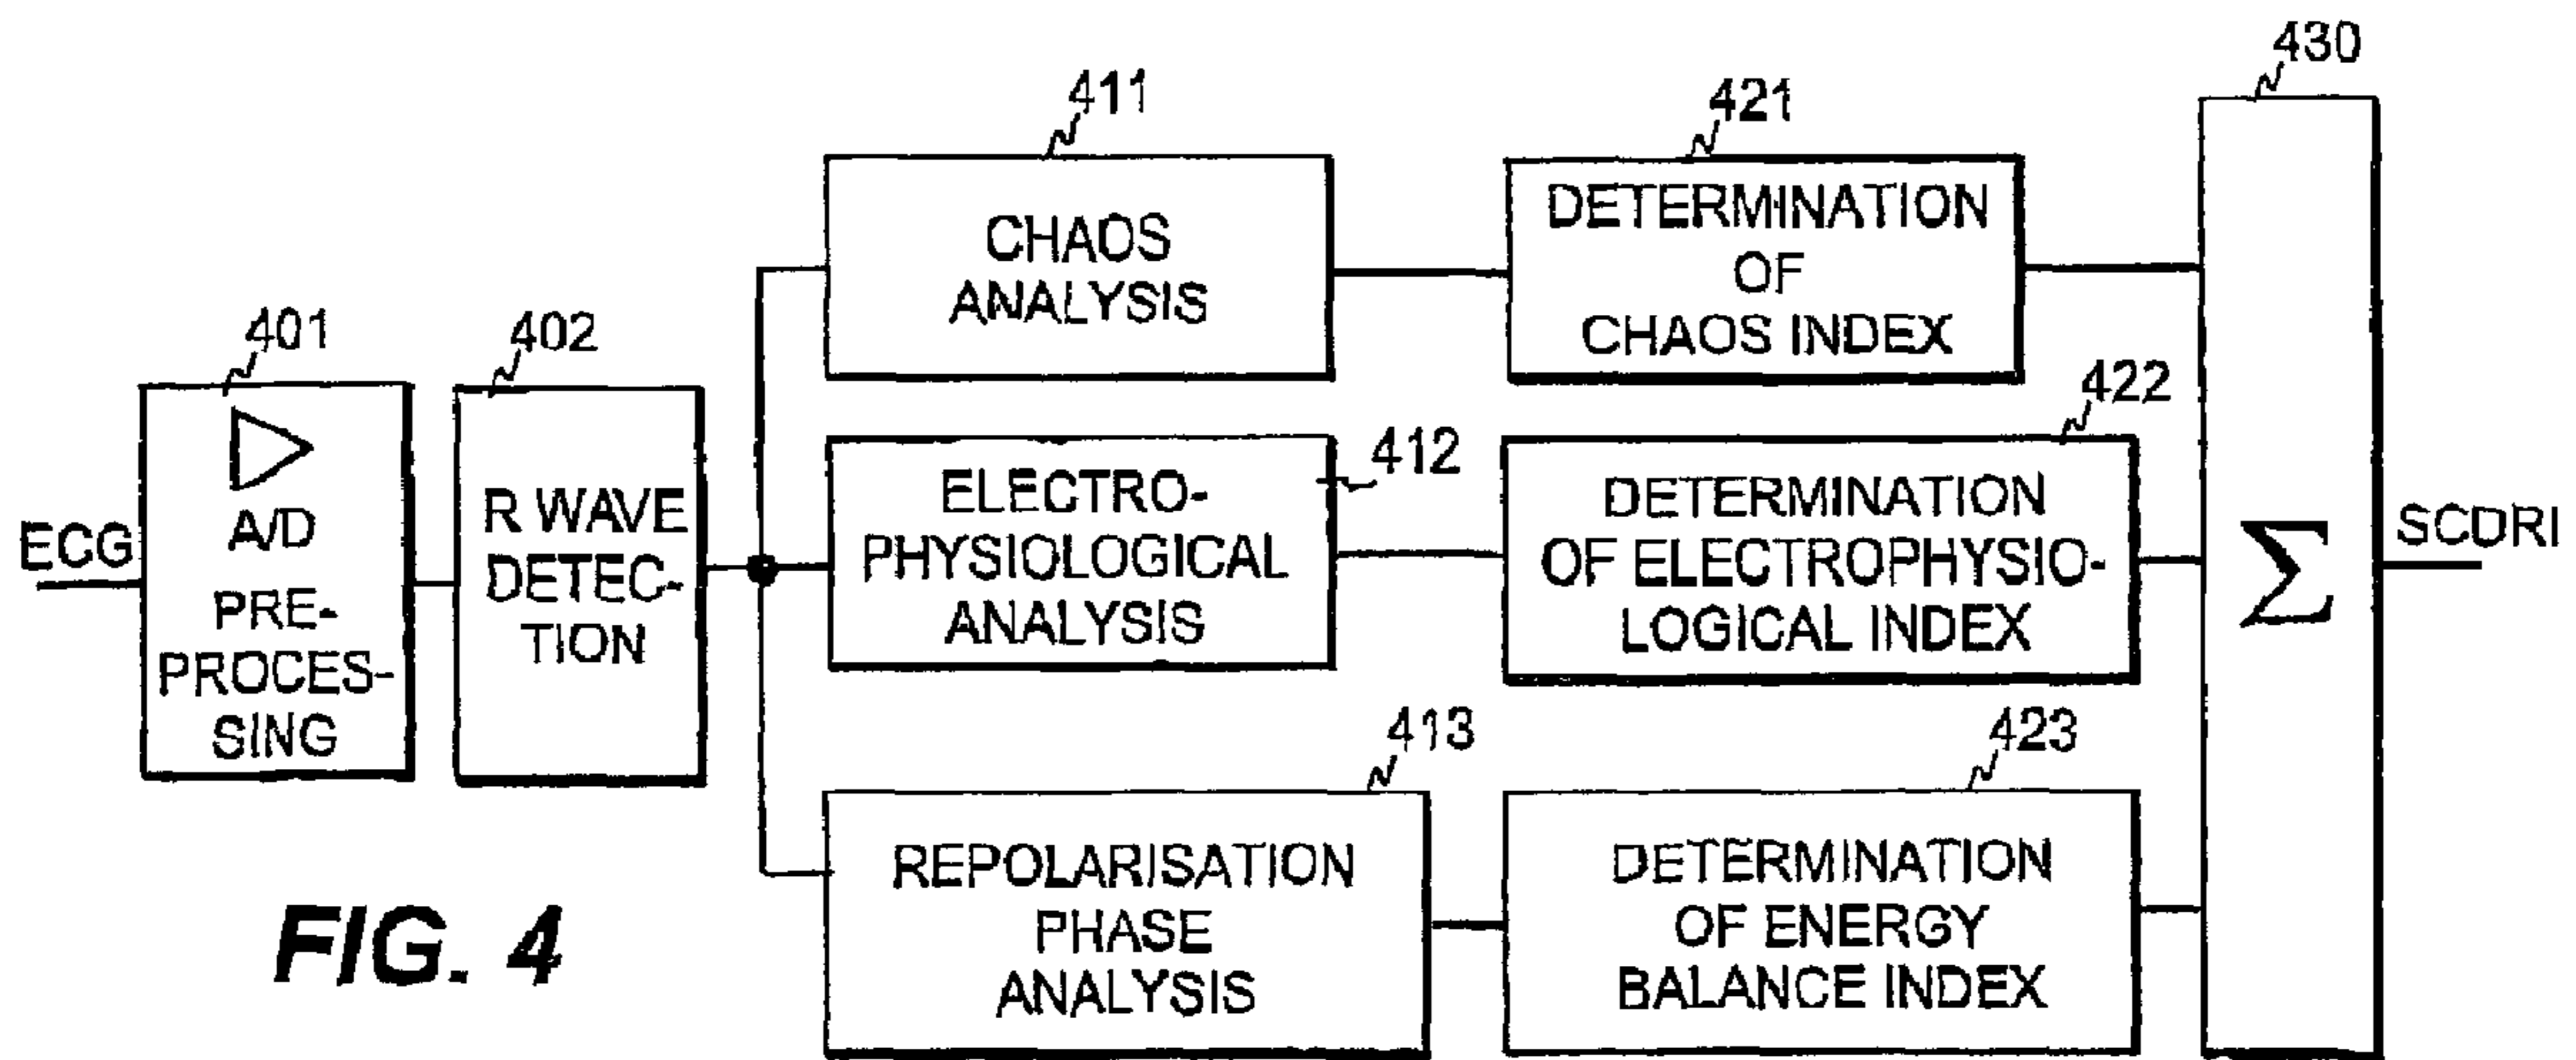 430
411
421
CHAOS
ANALYSIS
DETERMINATION
OF
CHAOS INDEX
401
402
422
A/D
PRE-
PROCES-
SING
R WAVE
DETEC-
TION
412
ELECTRO-
PHYSIOLOGICAL
ANALYSIS
DETERMINATION
OF ELECTROPHYSIO-
LOGICAL INDEX
ECG
Σ
SCDRI
413
423
REPOLARISATION
PHASE
ANALYSIS
DETERMINATION
OF ENERGY
BALANCE INDEX
FIG. 4